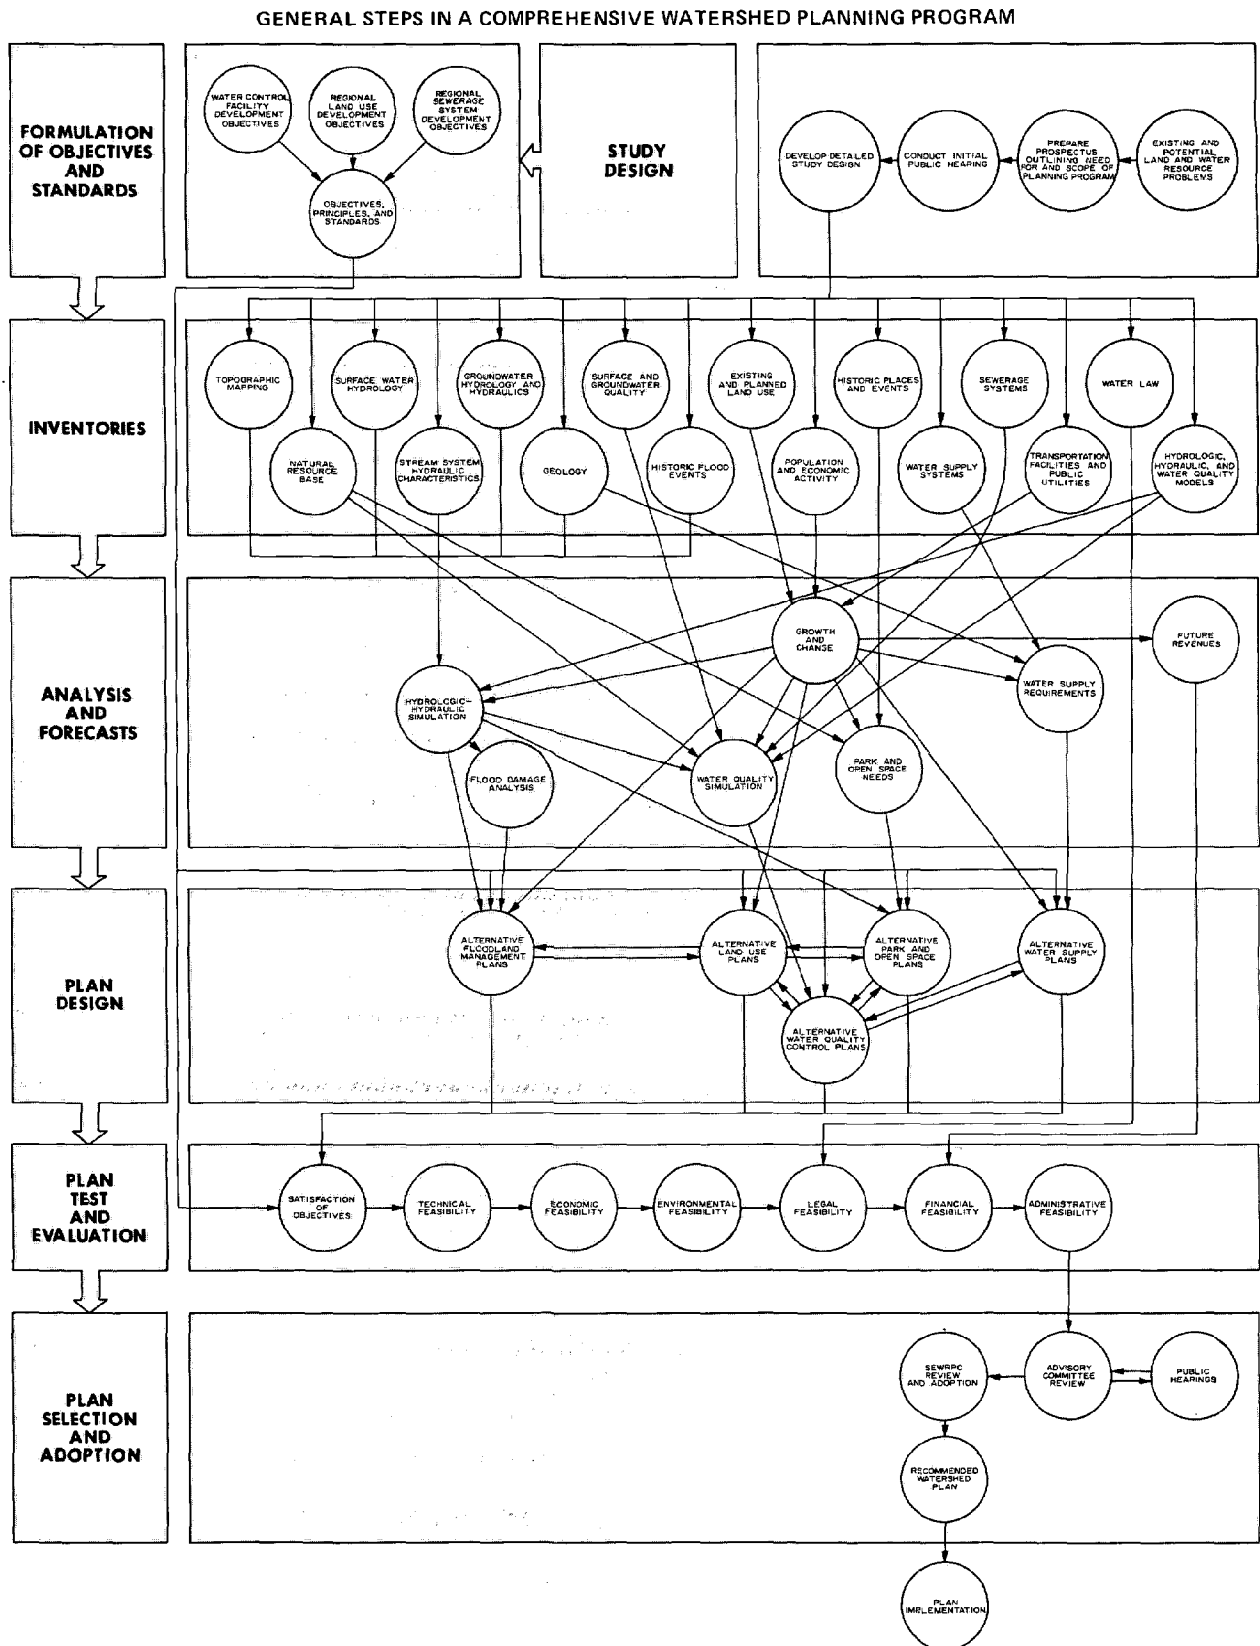 GENERAL STEPS IN A COMPREHENSIVE WATERSHED PLANNING PROGRAM
FORMULATION
OF OBJECTIVES
AND
STANDARDS
WATER CONTROL
FACILITY
DEVELOPMENT
OBJECTIVES
REGIONAL
LAND USE
DEVELOPMENT
OBJECTIVES
REGIONAL
SEWERAGE
SYSTEM
DEVELOPMENT
OBJECTIVES
OBJECTIVES,
PRINCIPLES, AND
STANDARDS
STUDY
DESIGN
DEVELOP DETAILED
STUDY DESIGN
CONDUCT INITIAL
PUBLIC HEARING
PREPARE
PROSPECTUS
OUTLINING NEED
FOR AND SCOPE OF
PLANNING PROGRAM
EXISTING AND
POTENTIAL
LAND AND WATER
RESOURCE
PROBLEMS
INVENTORIES
TOPOGRAPHIC
MAPPING
SURFACE WATER
HYDROLOGY
GROUNDWATER
HYDROLOGY AND
HYDRAULICS
SURFACE AND
GROUNDWATER
QUALITY
EXISTING
AND PLANNED
LAND USE
HISTORIC PLACES
AND EVENTS
SEWERAGE
SYSTEMS
WATER LAW
NATURAL
RESOURCE
BASE
STREAM SYSTEM
HYDRAULIC
CHARACTERISTICS
GEOLOGY
HISTORIC FLOOD
EVENTS
POPULATION
AND ECONOMIC
ACTIVITY
WATER SUPPLY
SYSTEMS
TRANSPORTATION
FACILITIES AND
PUBLIC
UTILITIES
HYDROLOGIC,
HYDRAULIC, AND
WATER QUALITY
MODELS
ANALYSIS
AND
FORECASTS
GROWTH
AND
CHANGE
FUTURE
REVENUES
HYDROLOGIC-
HYDRAULIC
SIMULATION
WATER SUPPLY
REQUIREMENTS
FLOOD DAMAGE
ANALYSIS
WATER QUALITY
SIMULATION
PARK AND
OPEN SPACE
NEEDS
PLAN
DESIGN
ALTERNATIVE
FLOODLAND
MANAGEMENT
PLANS
ALTERNATIVE
LAND USE
PLANS
ALTERNATIVE
PARK AND
OPEN SPACE
PLANS
ALTERNATIVE
WATER SUPPLY
PLANS
ALTERNATIVE
WATER QUALITY
CONTROL PLANS
PLAN
TEST
AND
EVALUATION
SATISFACTION
OF
OBJECTIVES
TECHNICAL
FEASIBILITY
ECONOMIC
FEASIBILITY
ENVIRONMENTAL
FEASIBILITY
LEGAL
FEASIBILITY
FINANCIAL
FEASIBILITY
ADMINISTRATIVE
FEASIBILITY
PLAN
SELECTION
AND
ADOPTION
SEWRPC
REVIEW
AND ADOPTION
ADVISORY
COMMITTEE
REVIEW
PUBLIC
HEARINGS
RECOMMENDED
WATERSHED
PLAN
PLAN
IMPLEMENTATION